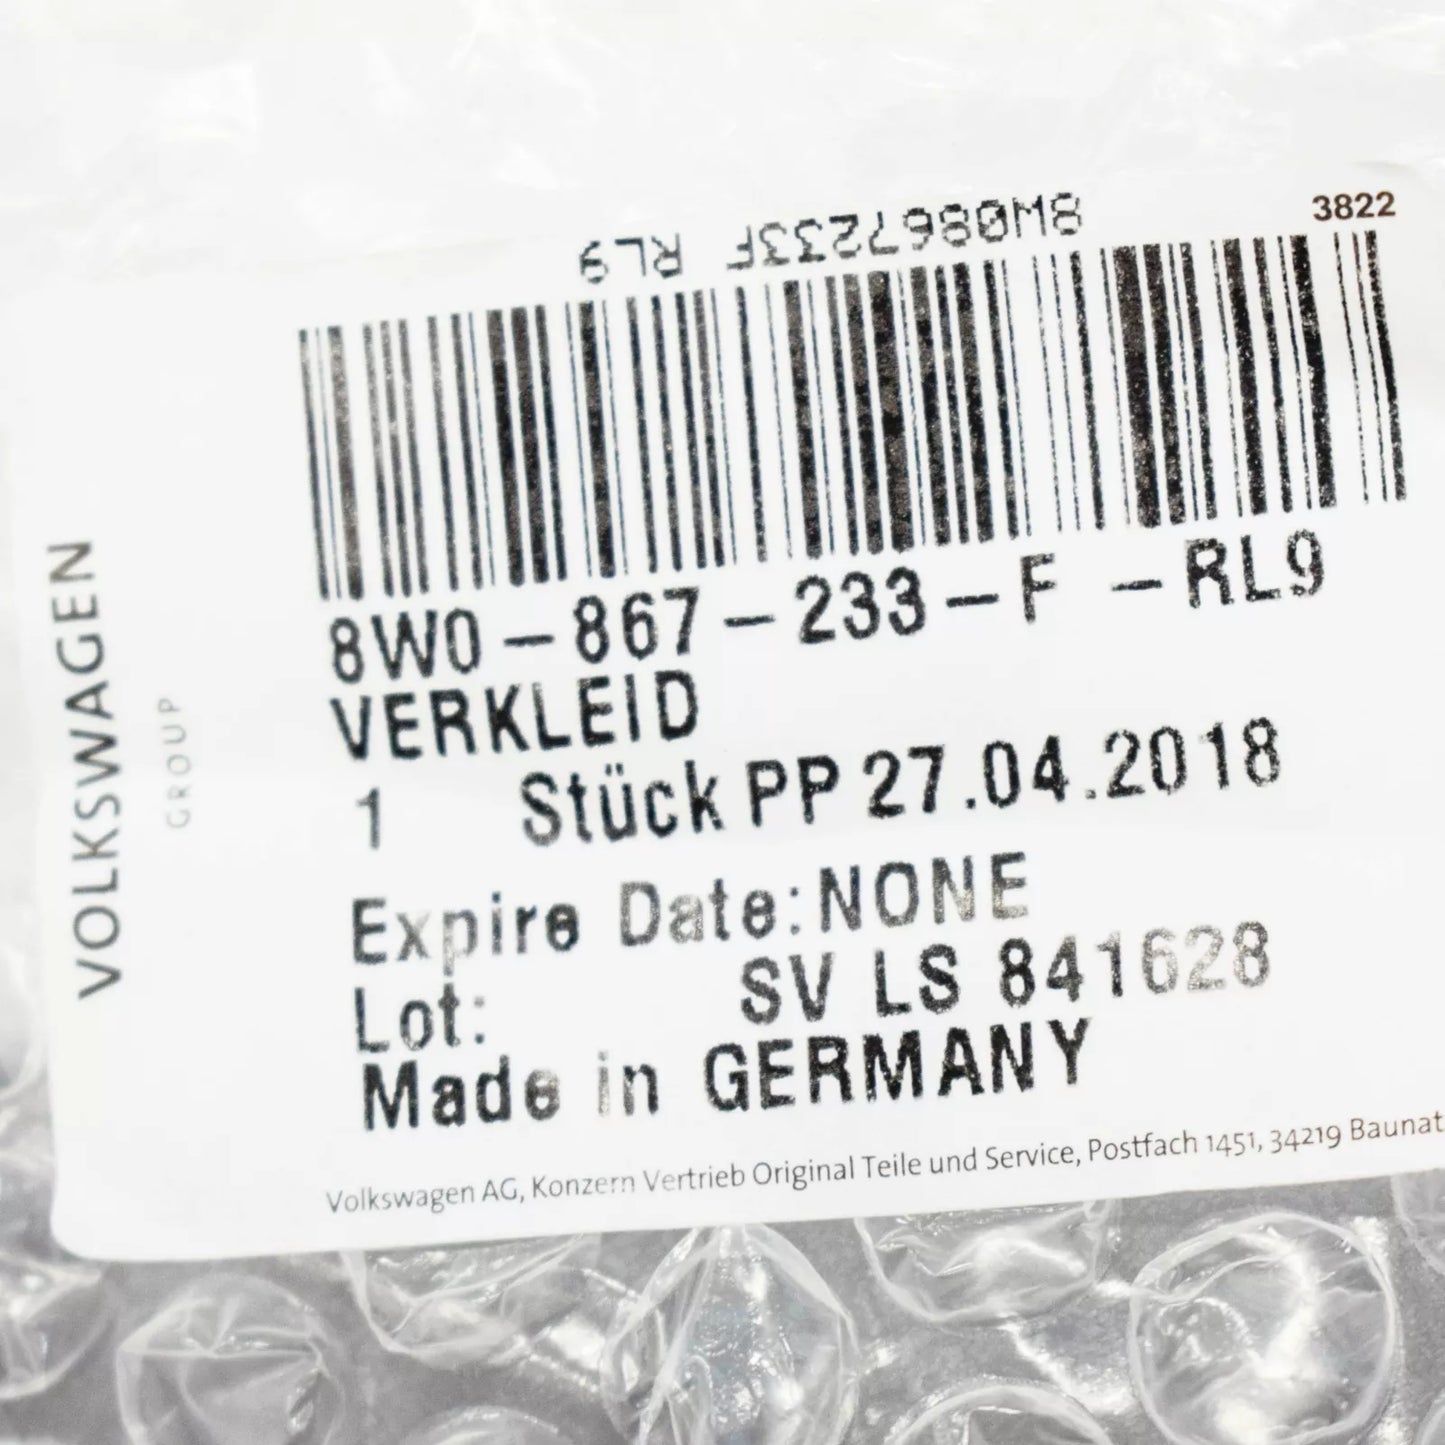 3822
8W0867233F RL9
8W0-867-233-F -RL9
VERKLEID
1 Stück PP 27.04.2018
Expire Date:NONE
SV LS 841628
Lot:
Made in GERMANY
Volkswagen AG, Konzern Vertrieb Original Teile und Service, Postfach 1451, 34219 Baunat
VOLKSWAGEN
GROUP